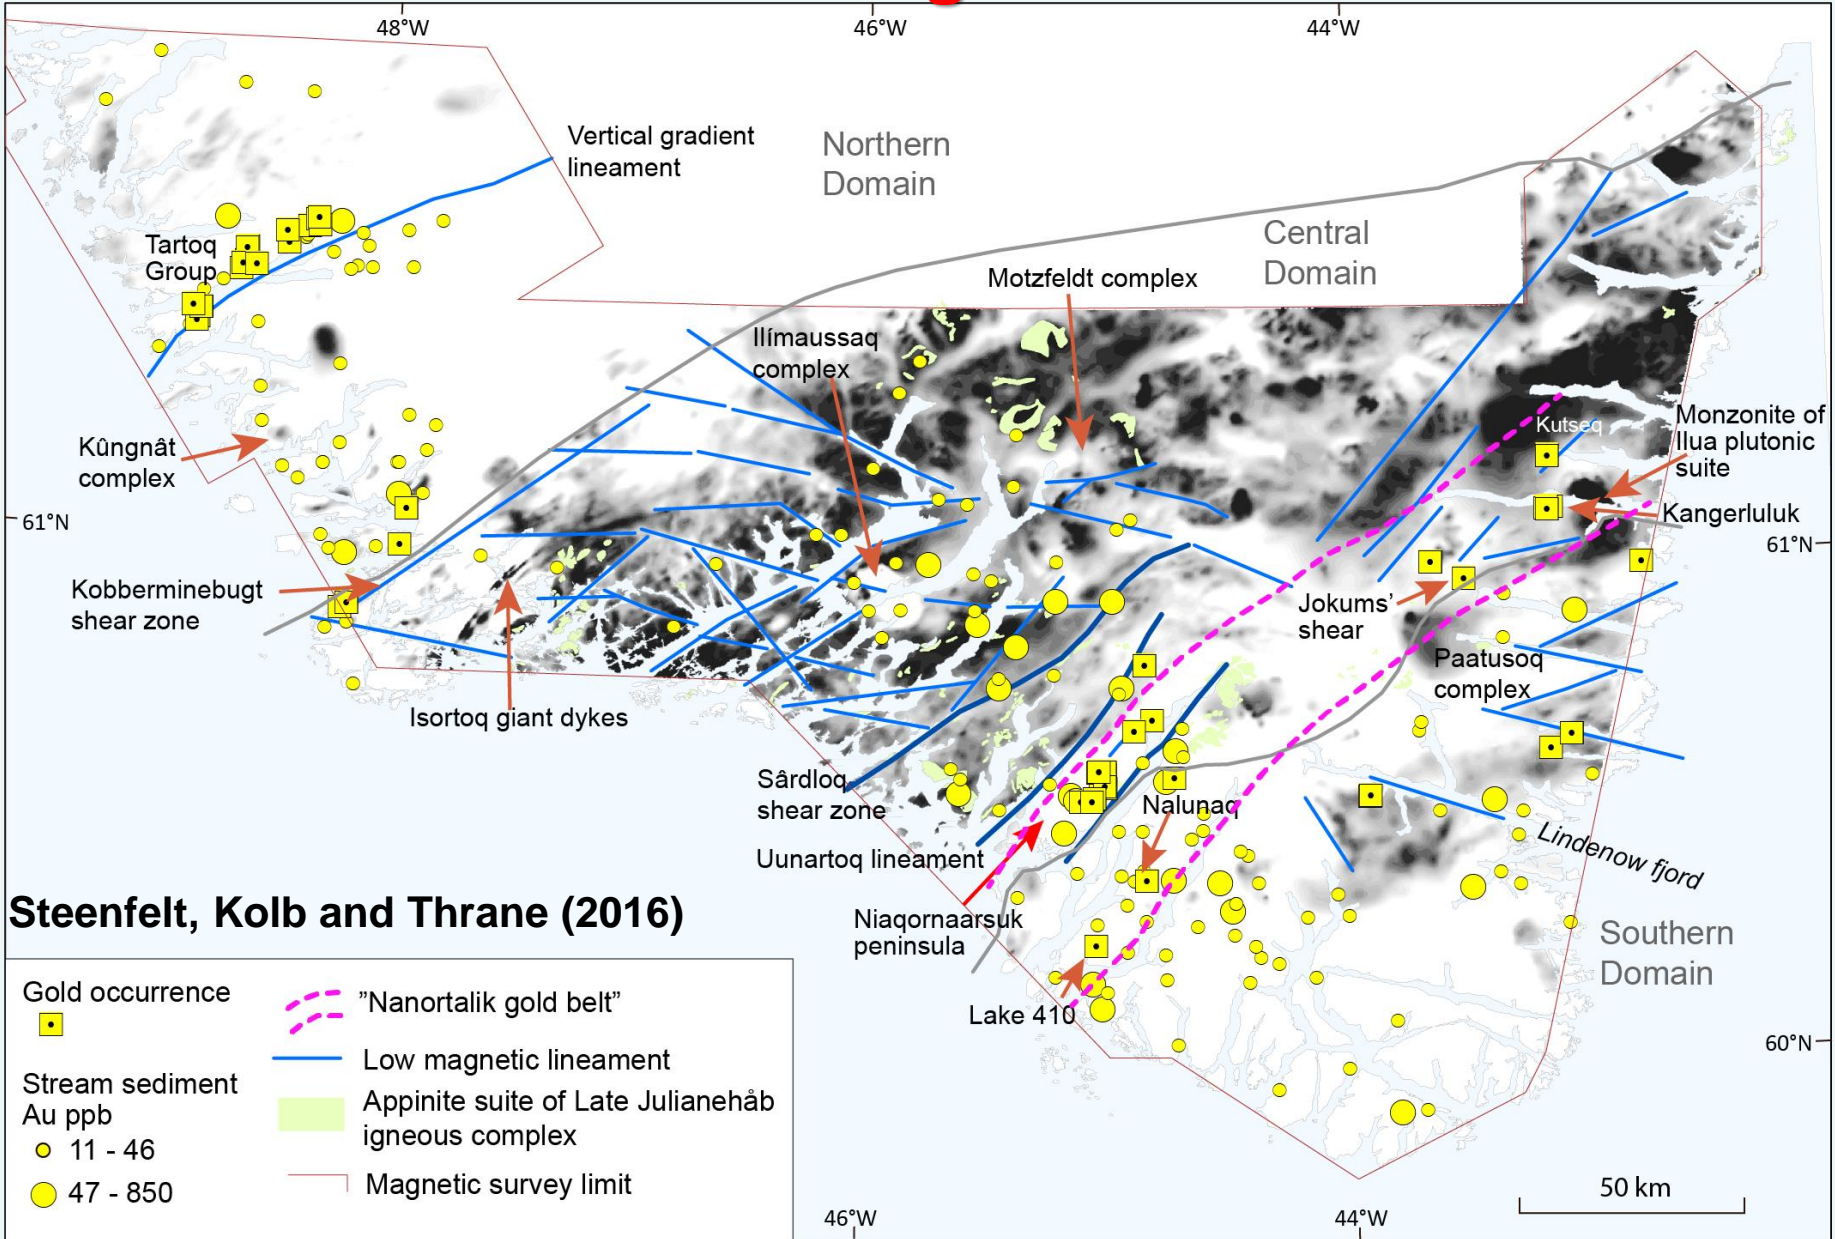 48°W
46°W
44°W
Vertical gradient
lineament
Northern
Domain
Central
Domain
Tartoq
Group
Motzfeldt complex
Ilímaussaq
complex
Kûngnât
complex
Kutseq
Monzonite of
Ilua plutonic
suite
Kangerluluk
61°N
61°N
Kobberminebugt
shear zone
Jokums’
shear
Paatusoq
complex
Isortoq giant dykes
Sârdloq
shear zone
Nalunaq
Uunartoq lineament
Lindenow fjord
Steenfelt, Kolb and Thrane (2016)
Niaqornaarsuk
peninsula
Southern
Domain
Lake 410
60°N
Gold occurrence
Stream sediment
Au ppb
11 - 46
47 - 850
”Nanortalik gold belt”
Low magnetic lineament
Appinite suite of Late Julianehåb
igneous complex
Magnetic survey limit
50 km
46°W
44°W